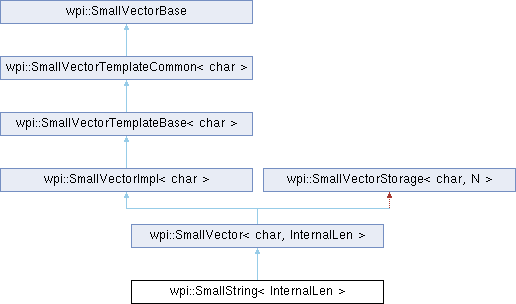 wpi::SmallVectorBase
wpi::SmallVectorTemplateCommon< char >
wpi::SmallVectorTemplateBase< char >
wpi::SmallVectorImpl< char >
wpi::SmallVectorStorage< char, N >
wpi::SmallVector< char, InternalLen >
wpi::SmallString< InternalLen >